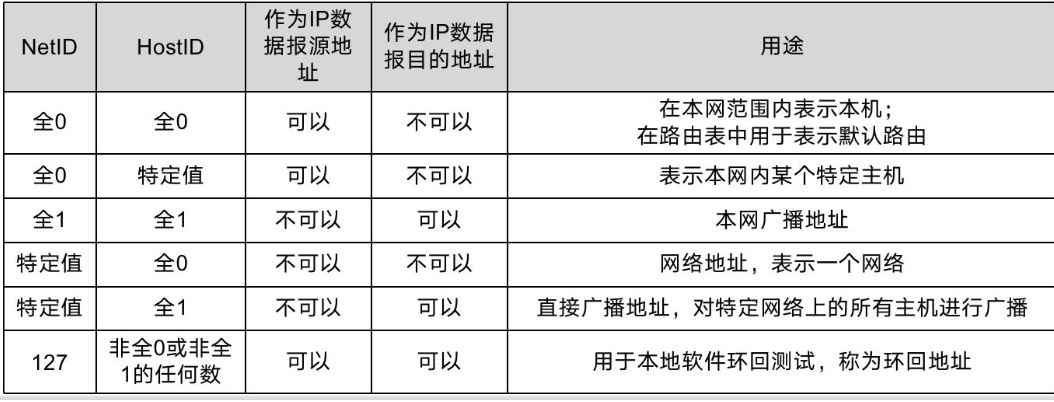 NetID
HostID
作为IP数
据报源地
址
作为IP数据
报目的地址
用途
全0
全0
可以
不可以
在本网范围内表示本机；
在路由表中用于表示默认路由
全0
特定值
可以
不可以
表示本网内某个特定主机
全1
全1
不可以
可以
本网广播地址
特定值
全0
不可以
不可以
网络地址，表示一个网络
特定值
全1
不可以
可以
直接广播地址，对特定网络上的所有主机进行广播
127
非全0或非全
1的任何数
可以
可以
用于本地软件环回测试，称为环回地址